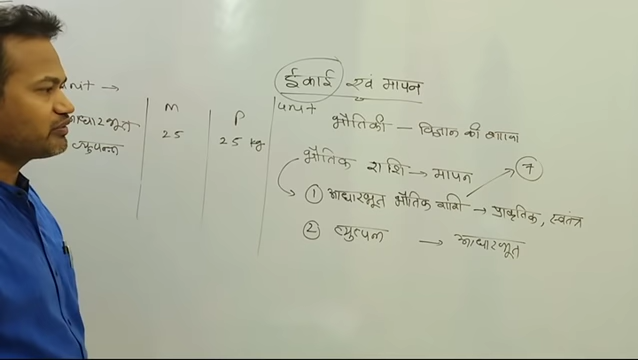 unit →
आधारभूत
व्युत्पन्न
M
25
P
25 kg
ईकाई एवं मापन
unit
भौतिकी — विज्ञान की शाखा
भौतिक राशि → मापन
① आधारभूत भौतिक राशि → प्राकृतिक, स्वतंत्र
7
② व्युत्पन्न → आधारभूत